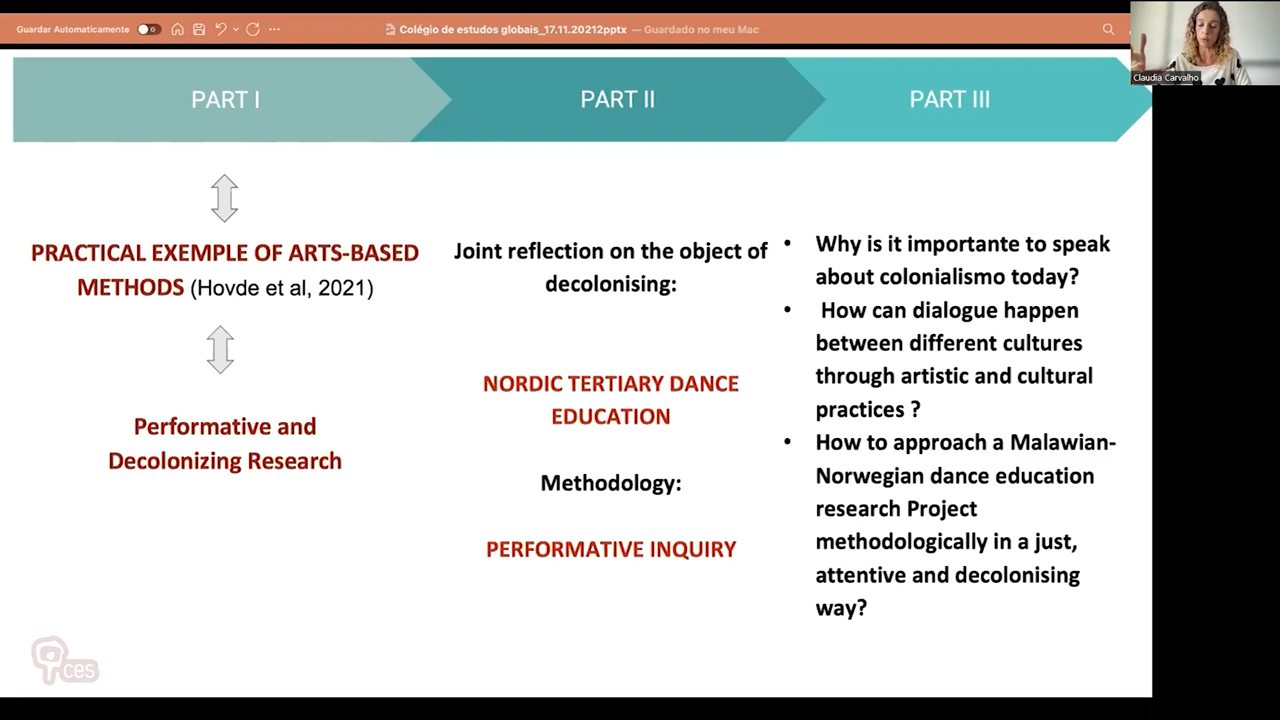 Guardar Automaticamente
Colégio de estudos globais_17.11.20212pptx — Guardado no meu Mac
Claudia Carvalho
PART I
PART II
PART III
PRACTICAL EXEMPLE OF ARTS-BASED
METHODS (Hovde et al, 2021)
Performative and
Decolonizing Research
Joint reflection on the object of
decolonising:
NORDIC TERTIARY DANCE
EDUCATION
Methodology:
PERFORMATIVE INQUIRY
• Why is it importante to speak
about colonialismo today?
• How can dialogue happen
between different cultures
through artistic and cultural
practices ?
• How to approach a Malawian-
Norwegian dance education
research Project
methodologically in a just,
attentive and decolonising
way?
ces